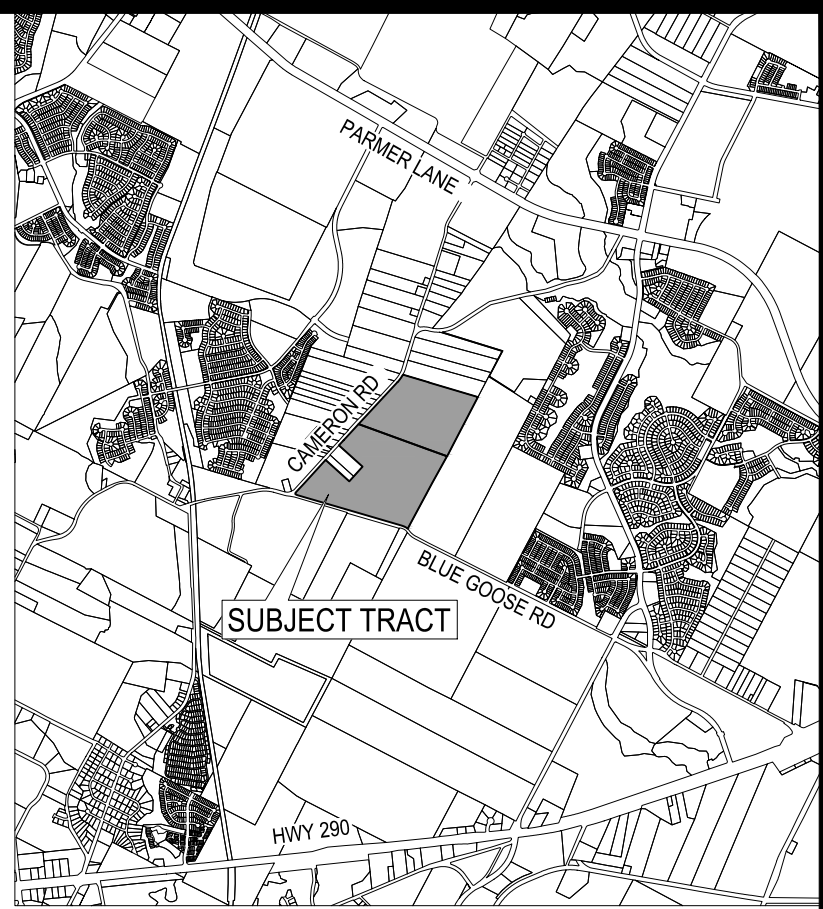 PARMER LANE
CAMERON RD
BLUE GOOSE RD
SUBJECT TRACT
HWY 290